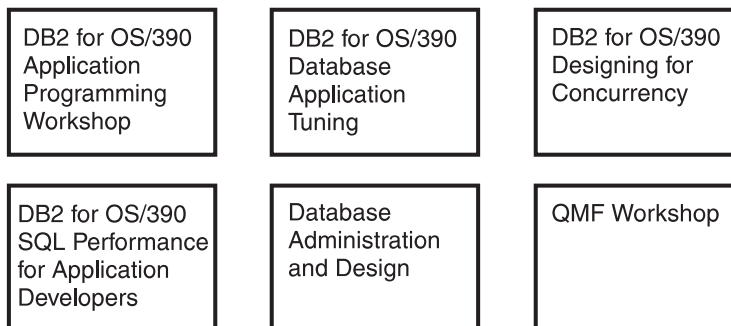 DB2 for OS/390
Application
Programming
Workshop
DB2 for OS/390
Database
Application
Tuning
DB2 for OS/390
Designing for
Concurrency
DB2 for OS/390
SQL Performance
for Application
Developers
Database
Administration
and Design
QMF Workshop